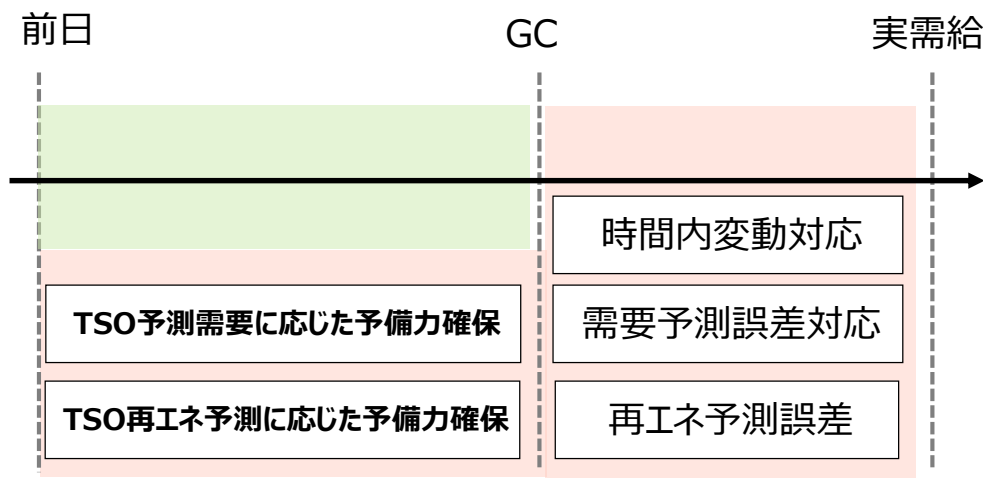 前日
GC
実需給
時間内変動対応
TSO予測需要に応じた予備力確保
需要予測誤差対応
TSO再エネ予測に応じた予備力確保
再エネ予測誤差